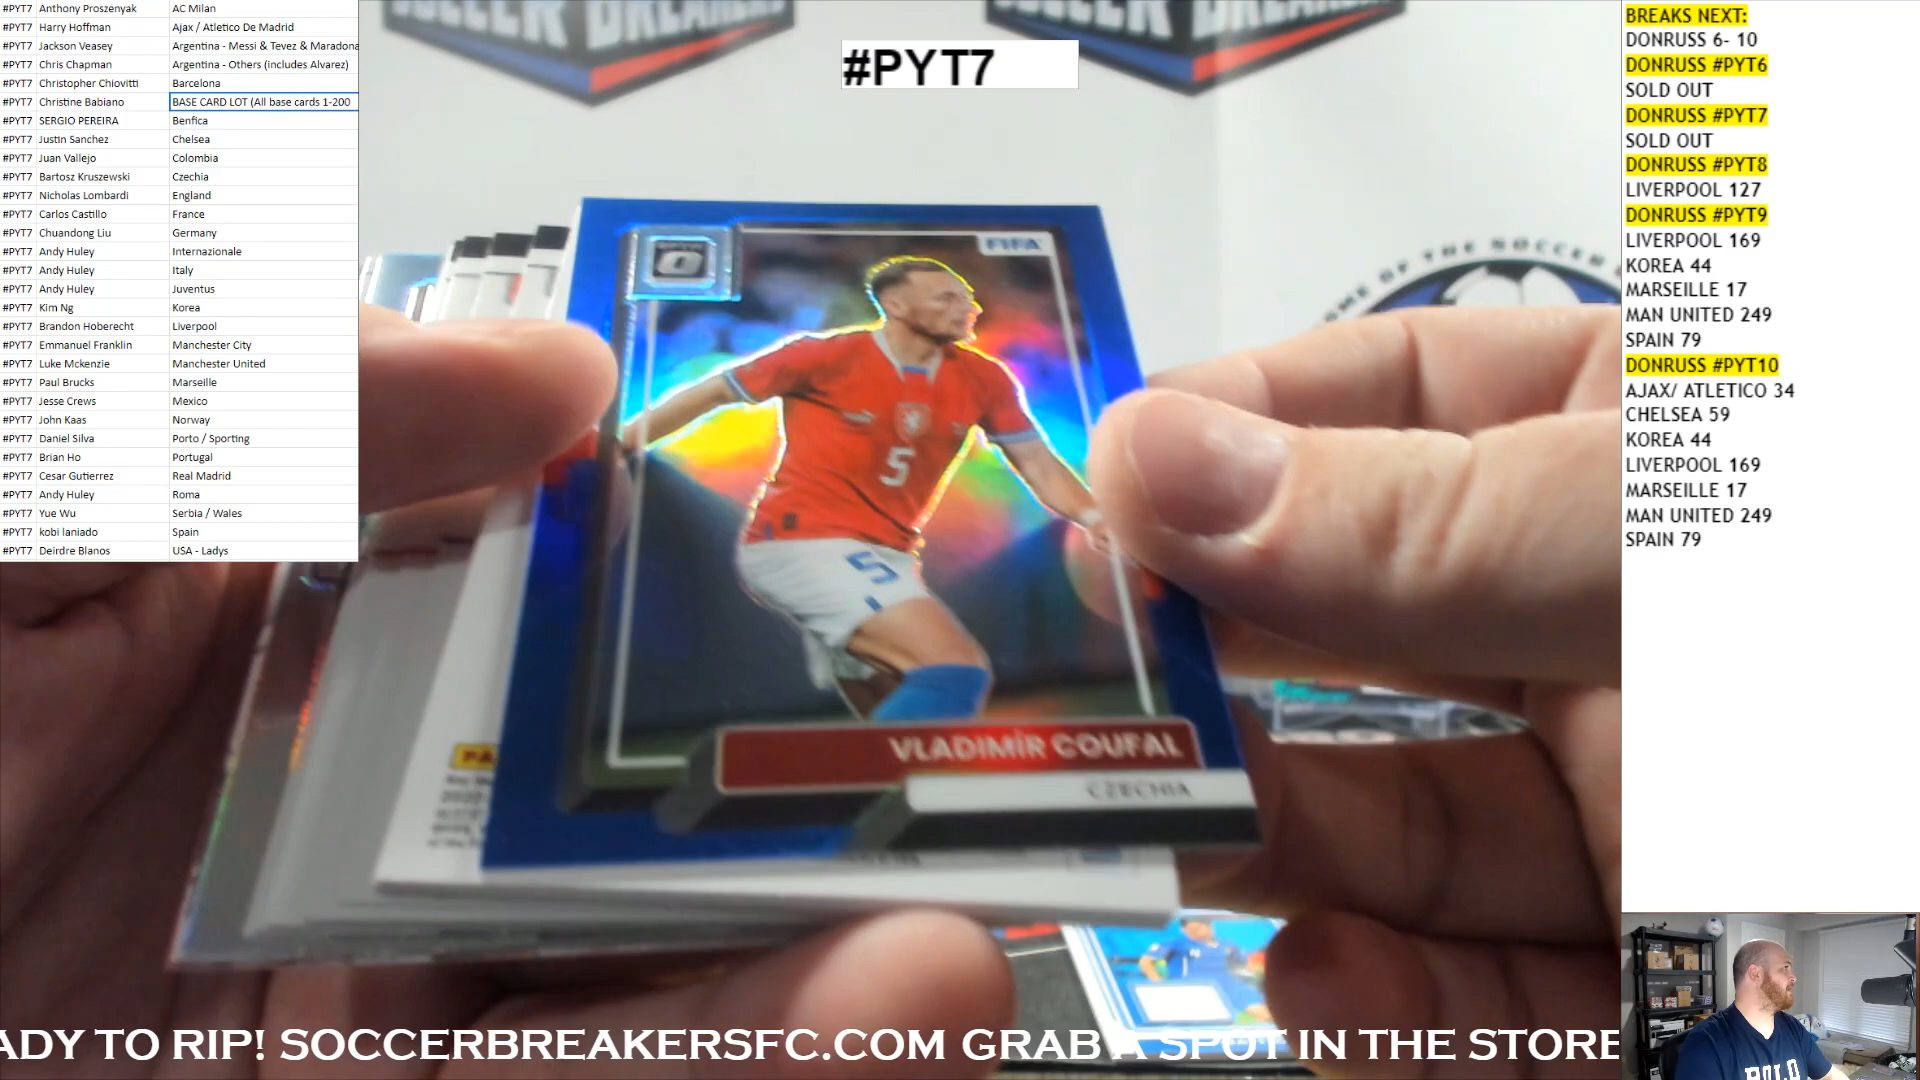 #PYT7 Anthony Proszenyak AC Milan
#PYT7 Harry Hoffman Ajax / Atletico De Madrid
#PYT7 Jackson Veasey Argentina - Messi & Tevez & Maradona
#PYT7 Chris Chapman Argentina - Others (includes Alvarez)
#PYT7 Christopher Chiovitti Barcelona
#PYT7 Christine Babiano BASE CARD LOT (All base cards 1-200
#PYT7 SERGIO PEREIRA Benfica
#PYT7 Justin Sanchez Chelsea
#PYT7 Juan Vallejo Colombia
#PYT7 Bartosz Kruszewski Czechia
#PYT7 Nicholas Lombardi England
#PYT7 Carlos Castillo France
#PYT7 Chuandong Liu Germany
#PYT7 Andy Huley Internazionale
#PYT7 Andy Huley Italy
#PYT7 Andy Huley Juventus
#PYT7 Kim Ng Korea
#PYT7 Brandon Hoberecht Liverpool
#PYT7 Emmanuel Franklin Manchester City
#PYT7 Luke Mckenzie Manchester United
#PYT7 Paul Brucks Marseille
#PYT7 Jesse Crews Mexico
#PYT7 John Kaas Norway
#PYT7 Daniel Silva Porto / Sporting
#PYT7 Brian Ho Portugal
#PYT7 Cesar Gutierrez Real Madrid
#PYT7 Andy Huley Roma
#PYT7 Yue Wu Serbia / Wales
#PYT7 kobi laniado Spain
#PYT7 Deirdre Blanos USA - Ladys
SOCCER BREAKERS
BREAKERS
#PYT7
HOME OF THE SOCCER
FIFA
5
5
VLADIMÍR COUFAL
CZECHIA
BREAKS NEXT:
DONRUSS 6- 10
DONRUSS #PYT6
SOLD OUT
DONRUSS #PYT7
SOLD OUT
DONRUSS #PYT8
LIVERPOOL 127
DONRUSS #PYT9
LIVERPOOL 169
KOREA 44
MARSEILLE 17
MAN UNITED 249
SPAIN 79
DONRUSS #PYT10
AJAX/ ATLETICO 34
CHELSEA 59
KOREA 44
LIVERPOOL 169
MARSEILLE 17
MAN UNITED 249
SPAIN 79
POLO
ADY TO RIP! SOCCERBREAKERSFC.COM GRAB A SPOT IN THE STORE